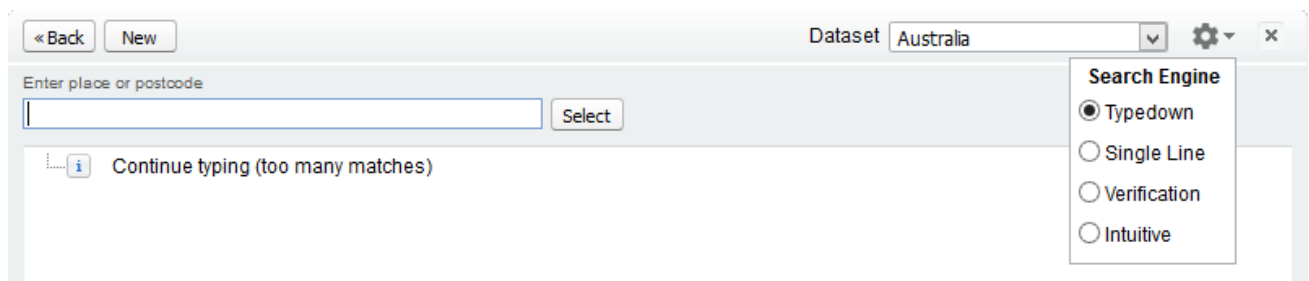 « Back New Dataset Australia ×
Search Engine
Enter place or postcode
Select
Typedown
i Continue typing (too many matches)
Single Line
Verification
Intuitive